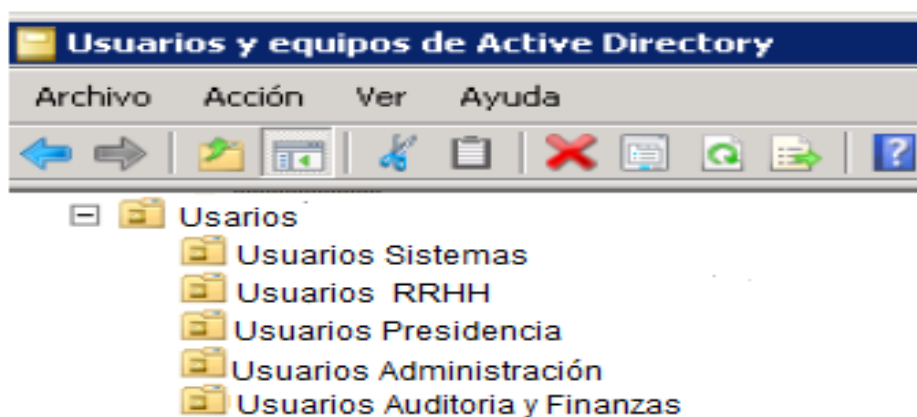 Usuarios y equipos de Active Directory
Archivo Acción Ver Ayuda
?
Usarios
Usuarios Sistemas
Usuarios RRHH
Usuarios Presidencia
Usuarios Administración
Usuarios Auditoria y Finanzas